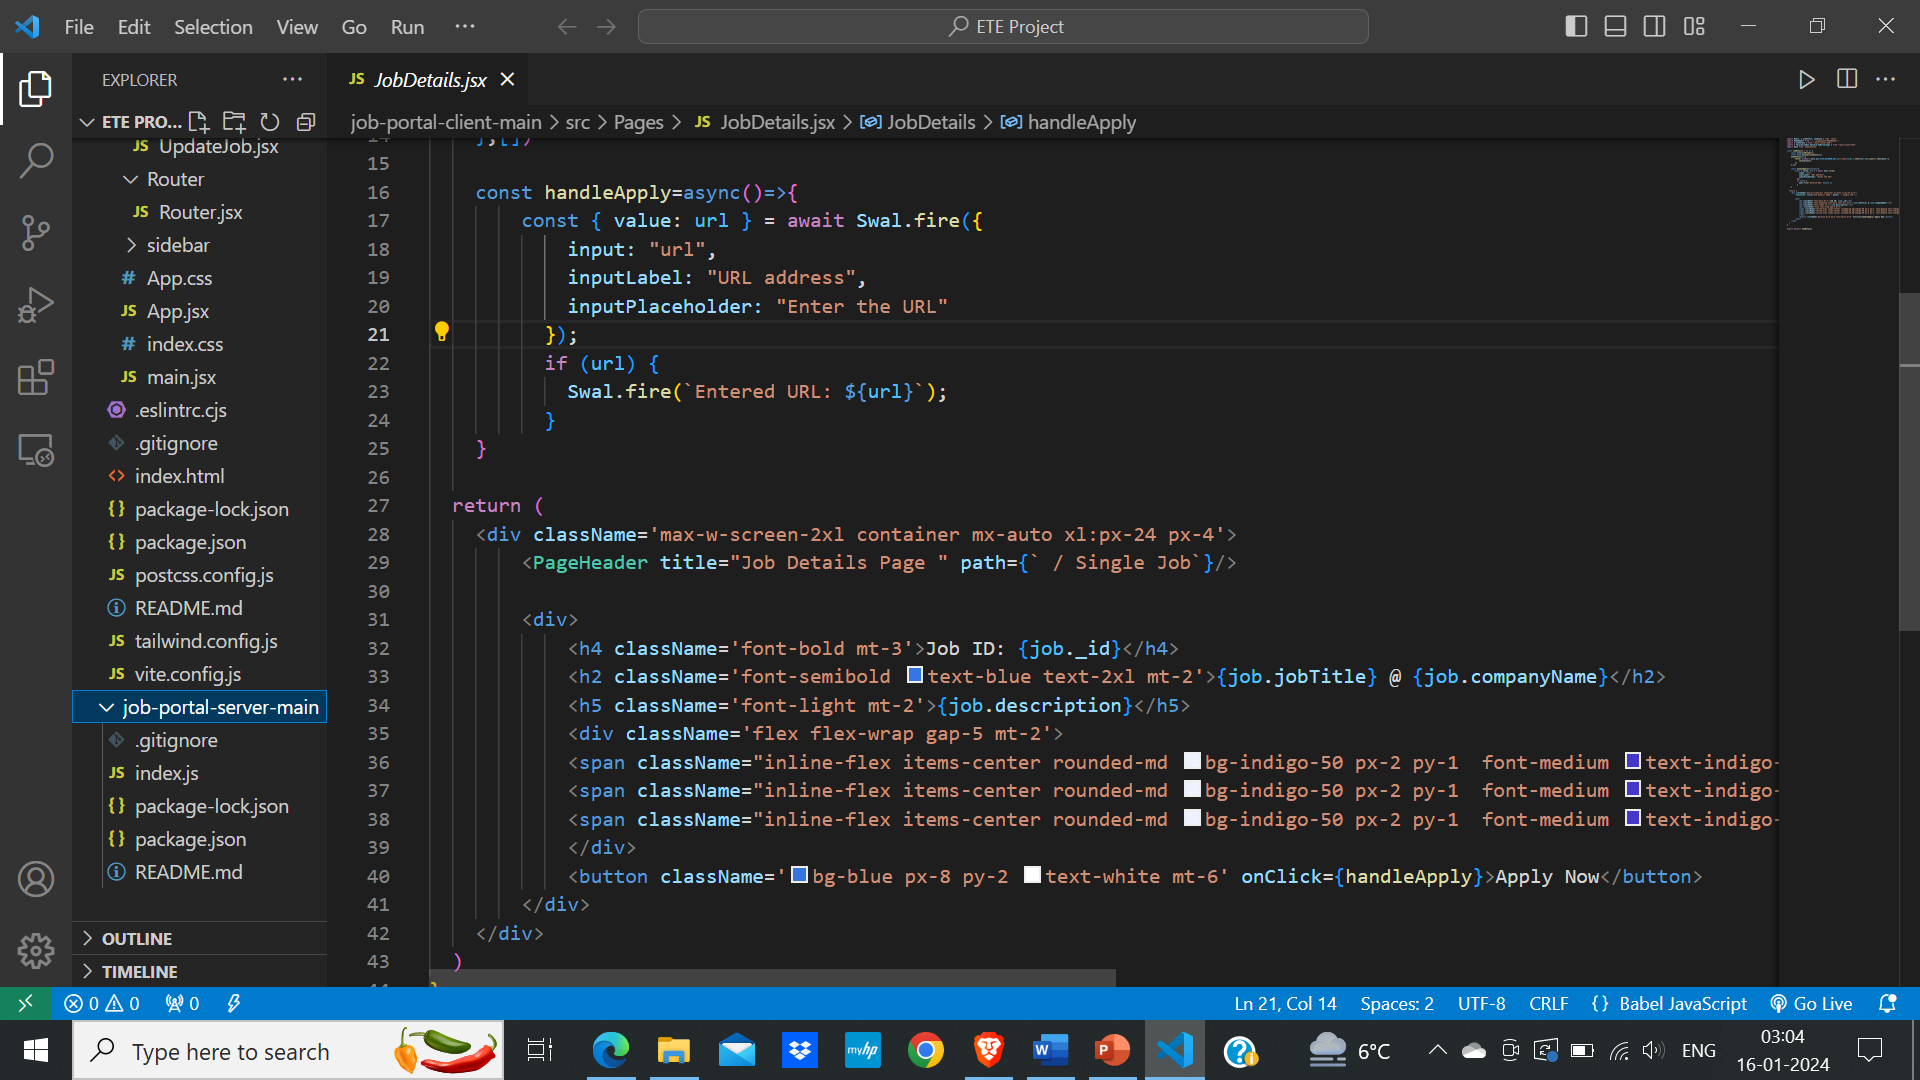 File Edit Selection View Go Run ··· ETE Project
EXPLORER ···
JS JobDetails.jsx
ETE PRO...
job-portal-client-main > src > Pages > JS JobDetails.jsx > JobDetails > handleApply
JS UpdateJob.jsx
Router
JS Router.jsx
sidebar
# App.css
JS App.jsx
# index.css
JS main.jsx
.eslintrc.cjs
.gitignore
<> index.html
{} package-lock.json
{} package.json
JS postcss.config.js
README.md
JS tailwind.config.js
JS vite.config.js
job-portal-server-main
.gitignore
JS index.js
{} package-lock.json
{} package.json
README.md
OUTLINE
TIMELINE
14 },[])
15
16 const handleApply=async()=>{
17 const { value: url } = await Swal.fire({
18 input: "url",
19 inputLabel: "URL address",
20 inputPlaceholder: "Enter the URL"
21 });
22 if (url) {
23 Swal.fire(`Entered URL: ${url}`);
24 }
25 }
26
27 return (
28 <div className='max-w-screen-2xl container mx-auto xl:px-24 px-4'>
29 <PageHeader title="Job Details Page " path={` / Single Job`}/>
30
31 <div>
32 <h4 className='font-bold mt-3'>Job ID: {job._id}</h4>
33 <h2 className='font-semibold text-blue text-2xl mt-2'>{job.jobTitle} @ {job.companyName}</h2>
34 <h5 className='font-light mt-2'>{job.description}</h5>
35 <div className='flex flex-wrap gap-5 mt-2'>
36 <span className="inline-flex items-center rounded-md bg-indigo-50 px-2 py-1  font-medium text-indigo-
37 <span className="inline-flex items-center rounded-md bg-indigo-50 px-2 py-1  font-medium text-indigo-
38 <span className="inline-flex items-center rounded-md bg-indigo-50 px-2 py-1  font-medium text-indigo-
39 </div>
40 <button className='bg-blue px-8 py-2 text-white mt-6' onClick={handleApply}>Apply Now</button>
41 </div>
42 </div>
43 )
0 0 0 Ln 21, Col 14 Spaces: 2 UTF-8 CRLF {} Babel JavaScript Go Live
Type here to search
myhp
W
P
6°C
ENG
03:04
16-01-2024